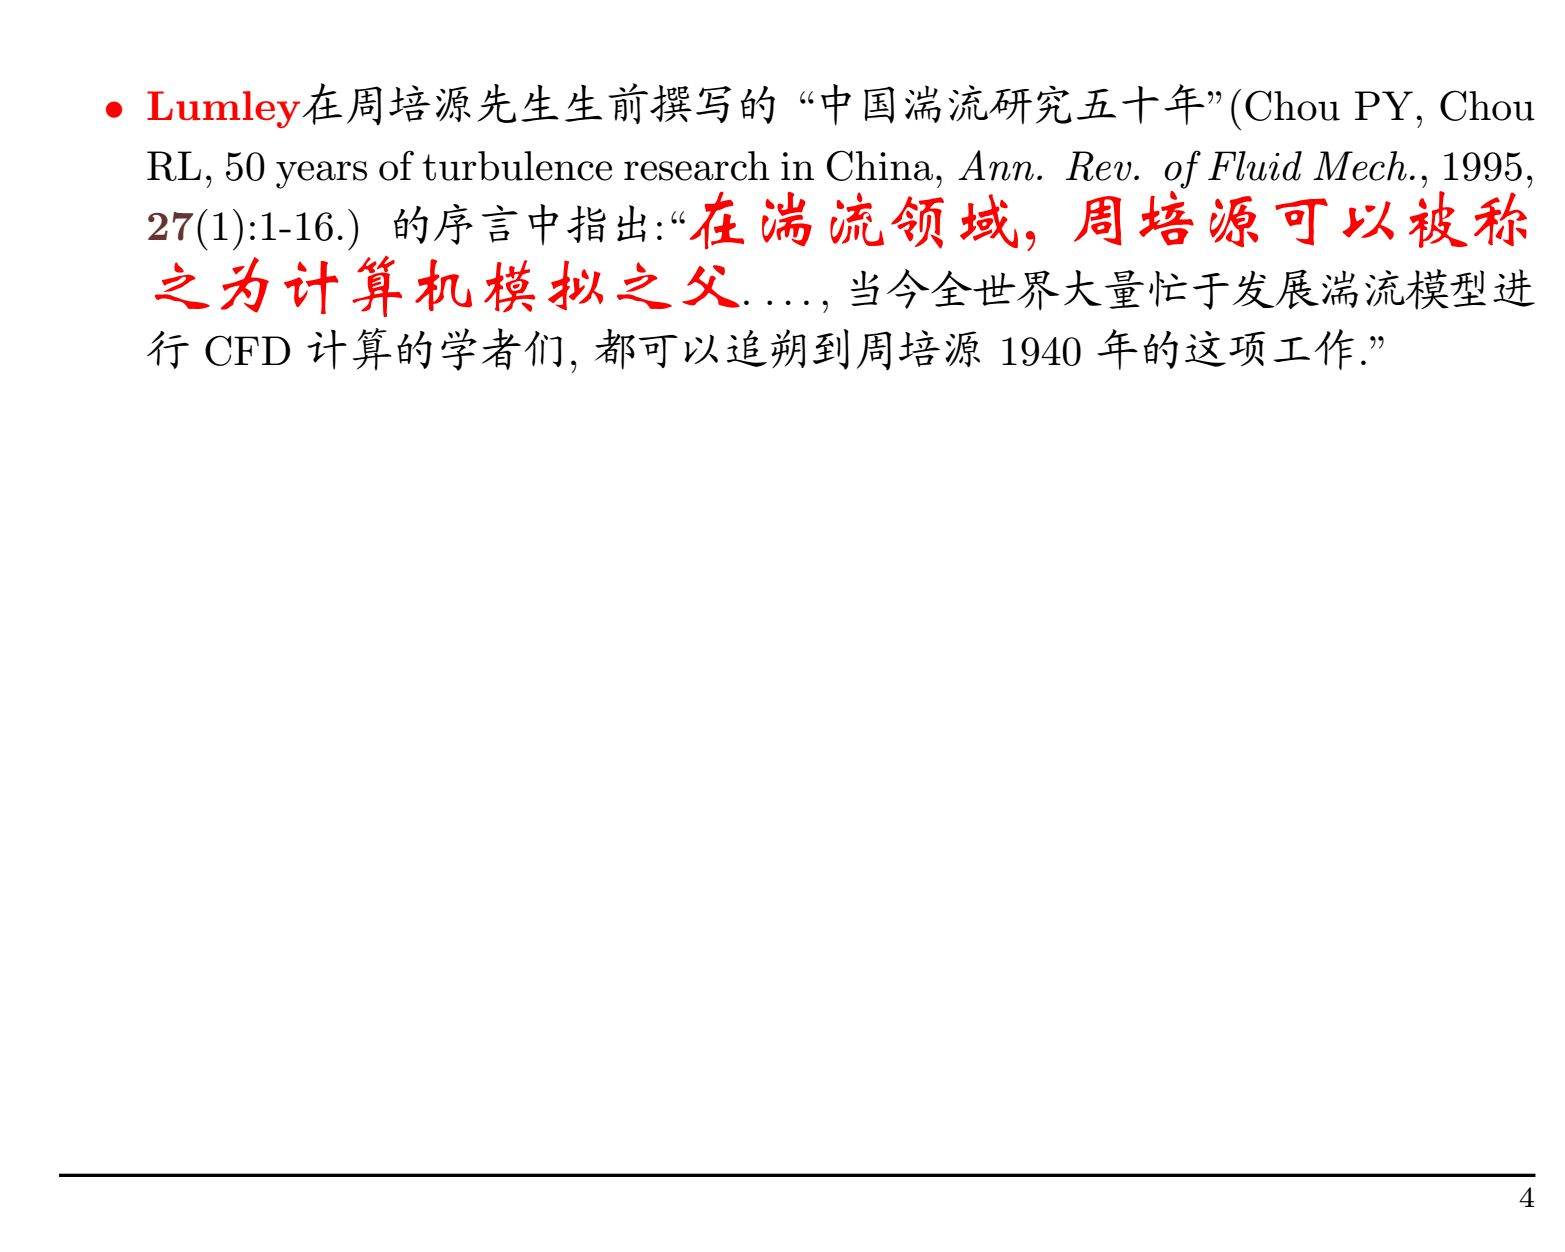 • Lumley在周培源先生生前撰写的 “中国湍流研究五十年”(Chou PY, Chou
RL, 50 years of turbulence research in China, Ann. Rev. of Fluid Mech., 1995,
27(1):1-16.) 的序言中指出:“在湍流领域, 周培源可以被称
之为计算机模拟之父. . . . , 当今全世界大量忙于发展湍流模型进
行 CFD 计算的学者们, 都可以追朔到周培源 1940 年的这项工作.”
4